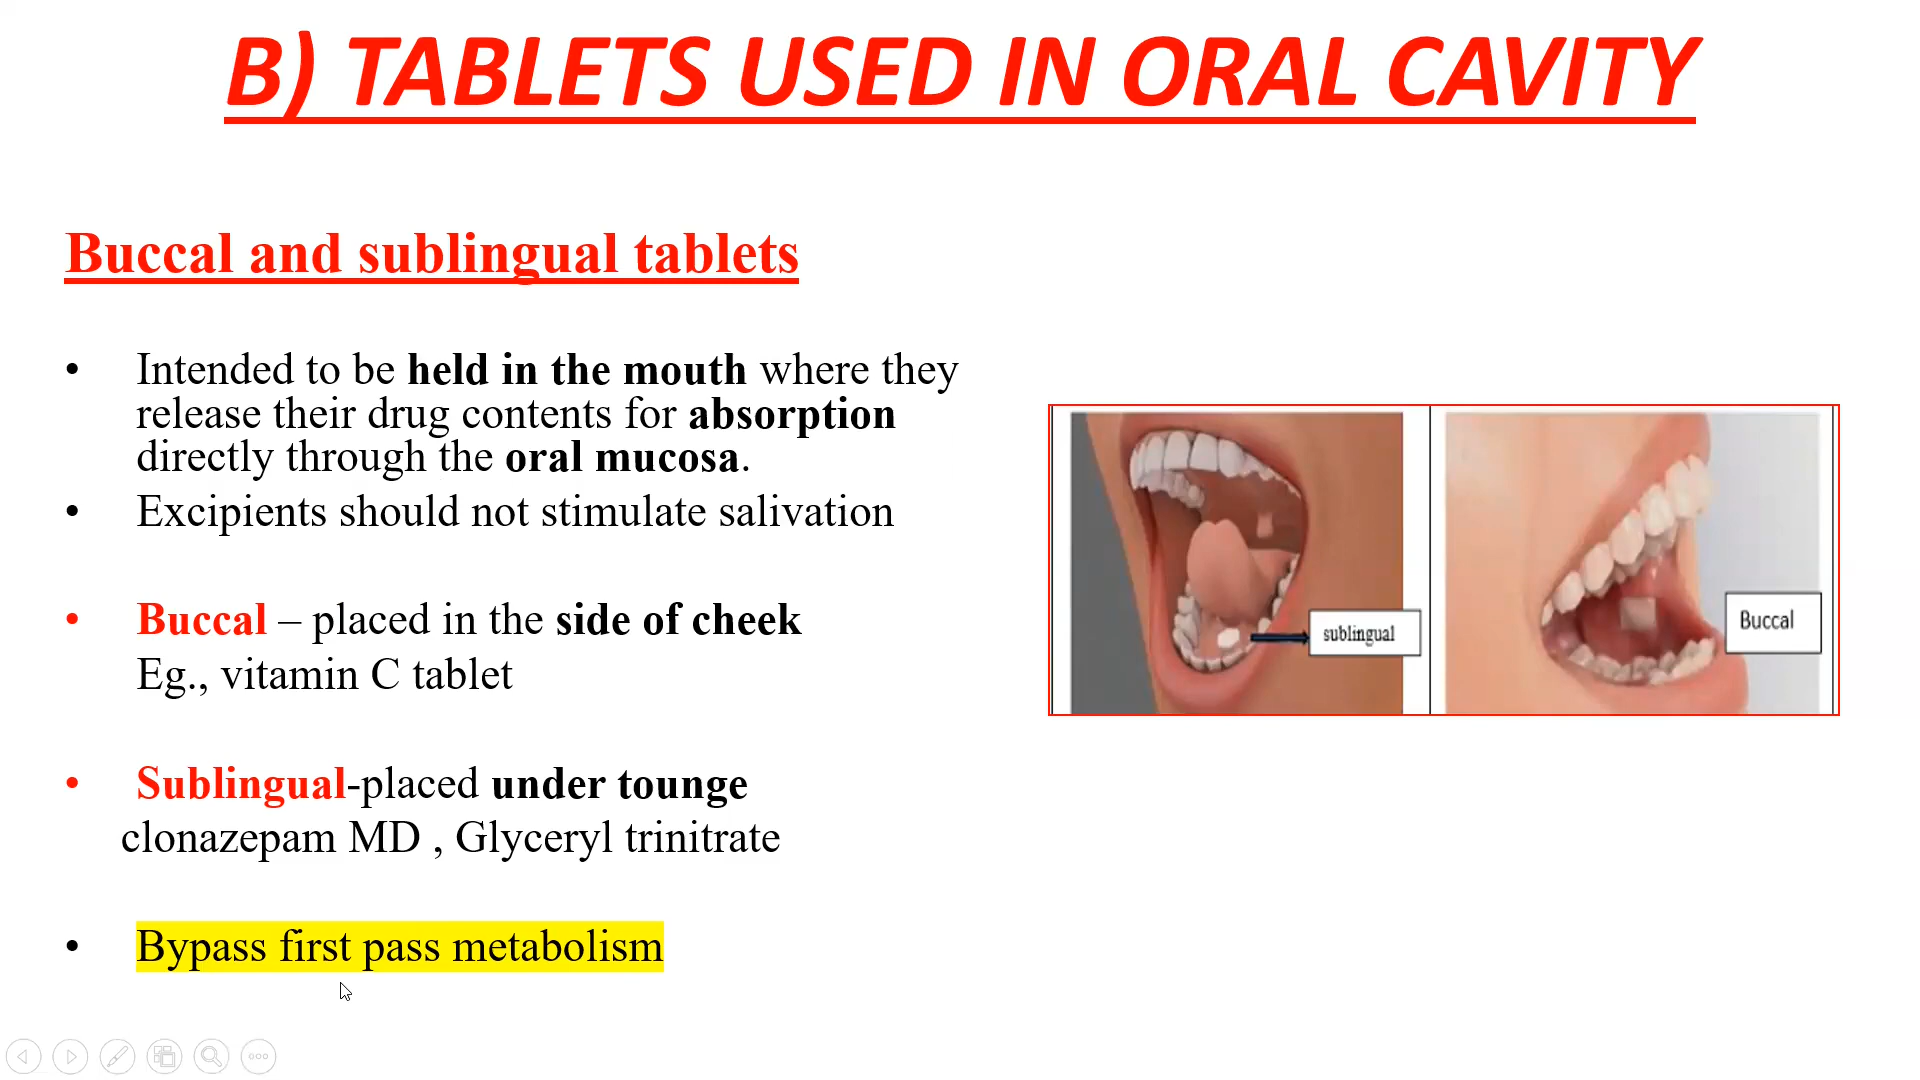 B) TABLETS USED IN ORAL CAVITY
Buccal and sublingual tablets
• Intended to be held in the mouth where they
release their drug contents for absorption
directly through the oral mucosa.
• Excipients should not stimulate salivation
• Buccal – placed in the side of cheek
Eg., vitamin C tablet
• Sublingual-placed under tounge
clonazepam MD , Glyceryl trinitrate
• Bypass first pass metabolism
sublingual
Buccal